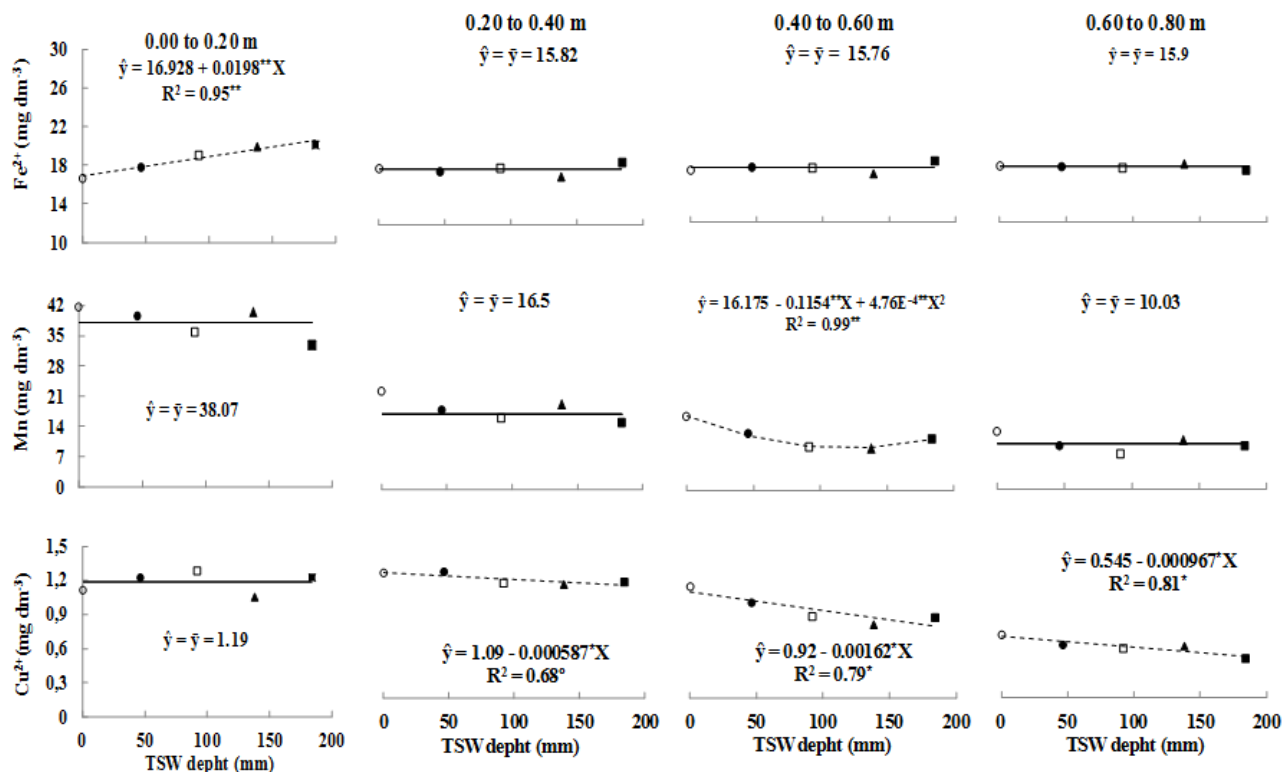 0.00 to 0.20 m
0.20 to 0.40 m
0.40 to 0.60 m
0.60 to 0.80 m
Fe²⁺ (mg dm⁻³)
30
26
22
18
14
10
ŷ = 16.928 + 0.0198**X
R² = 0.95**
ŷ = ȳ = 15.82
ŷ = ȳ = 15.76
ŷ = ȳ = 15.9
0
50
100
150
200
Mn (mg dm⁻³)
42
35
28
21
14
7
0
ŷ = ȳ = 38.07
ŷ = ȳ = 16.5
ŷ = 16.175 - 0.1154**X + 4.76E⁻⁴**X²
R² = 0.99**
ŷ = ȳ = 10.03
Cu²⁺ (mg dm⁻³)
1,5
1,2
0,9
0,6
0,3
0
ŷ = ȳ = 1.19
ŷ = 1.09 - 0.000587*X
R² = 0.68°
ŷ = 0.92 - 0.00162*X
R² = 0.79*
ŷ = 0.545 - 0.000967*X
R² = 0.81*
0 50 100 150 200
TSW depht (mm)
0 50 100 150 200
TSW depht (mm)
0 50 100 150 200
TSW depht (mm)
0 50 100 150 200
TSW depht (mm)